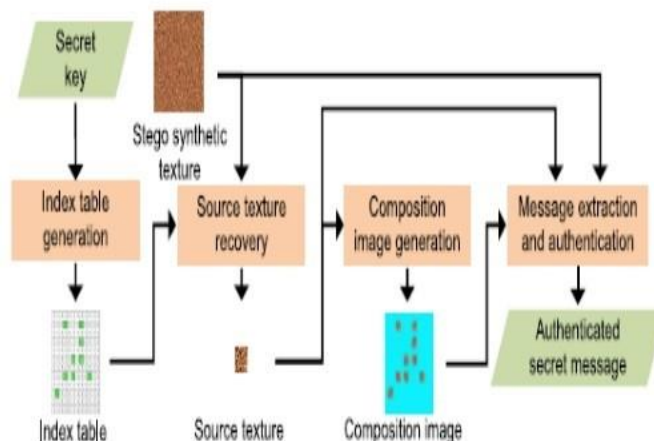 Secret
key
Stego synthetic
texture
Index table
generation
Source texture
recovery
Composition
image generation
Message extraction
and authentication
Authenticated
secret message
Index table
Source texture
Composition image